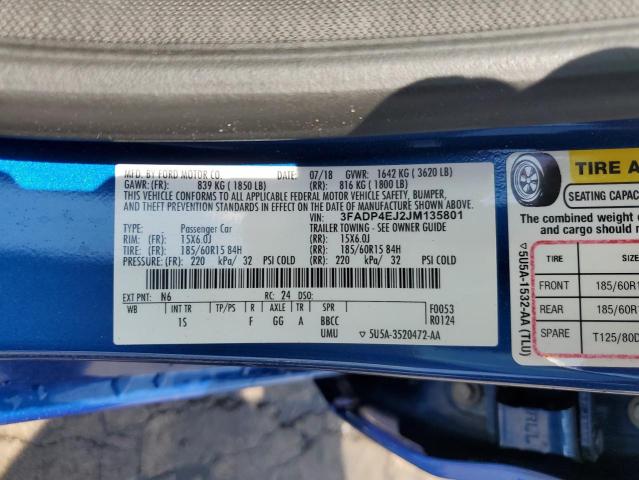 MFD. BY FORD MOTOR CO.
DATE: 07/18 GVWR: 1642 KG ( 3620 LB)
GAWR: (FR): 839 KG ( 1850 LB) (RR): 816 KG ( 1800 LB)
THIS VEHICLE CONFORMS TO ALL APPLICABLE FEDERAL MOTOR VEHICLE SAFETY, BUMPER,
AND THEFT PREVENTION STANDARDS IN EFFECT ON THE DATE OF MANUFACTURE SHOWN ABOVE.
VIN: 3FADP4EJ2JM135801
TYPE: Passenger Car TRAILER TOWING - SEE OWNER GUIDE
RIM: (FR): 15X6.0J (RR): 15X6.0J
TIRE: (FR): 185/60R15 84H (RR): 185/60R15 84H
PRESSURE: (FR): 220 kPa/ 32 PSI COLD (RR): 220 kPa/ 32 PSI COLD
EXT PNT: N6 RC: 24 DSO:
WB INT TR TP/PS R AXLE TR SPR F0053
1S F GG A BBCC R0124
UMU ▽ 5U5A-3520472-AA
▽ 5U5A-1532-AA (TLU)
TIRE A
SEATING CAPACITY
The combined weight o
and cargo should n
TIRE SIZE
FRONT 185/60R1
REAR 185/60R1
SPARE T125/80D